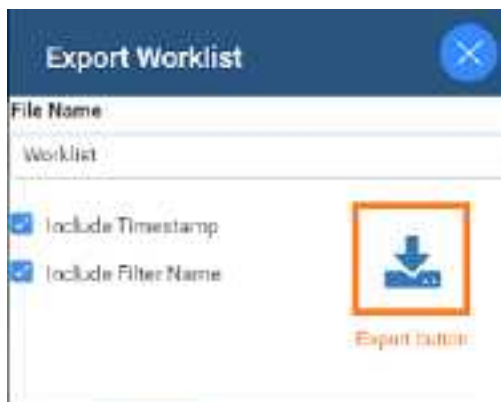 Export Worklist
File Name
Worklist
Include Timestamp
Include Filter Name
Export button